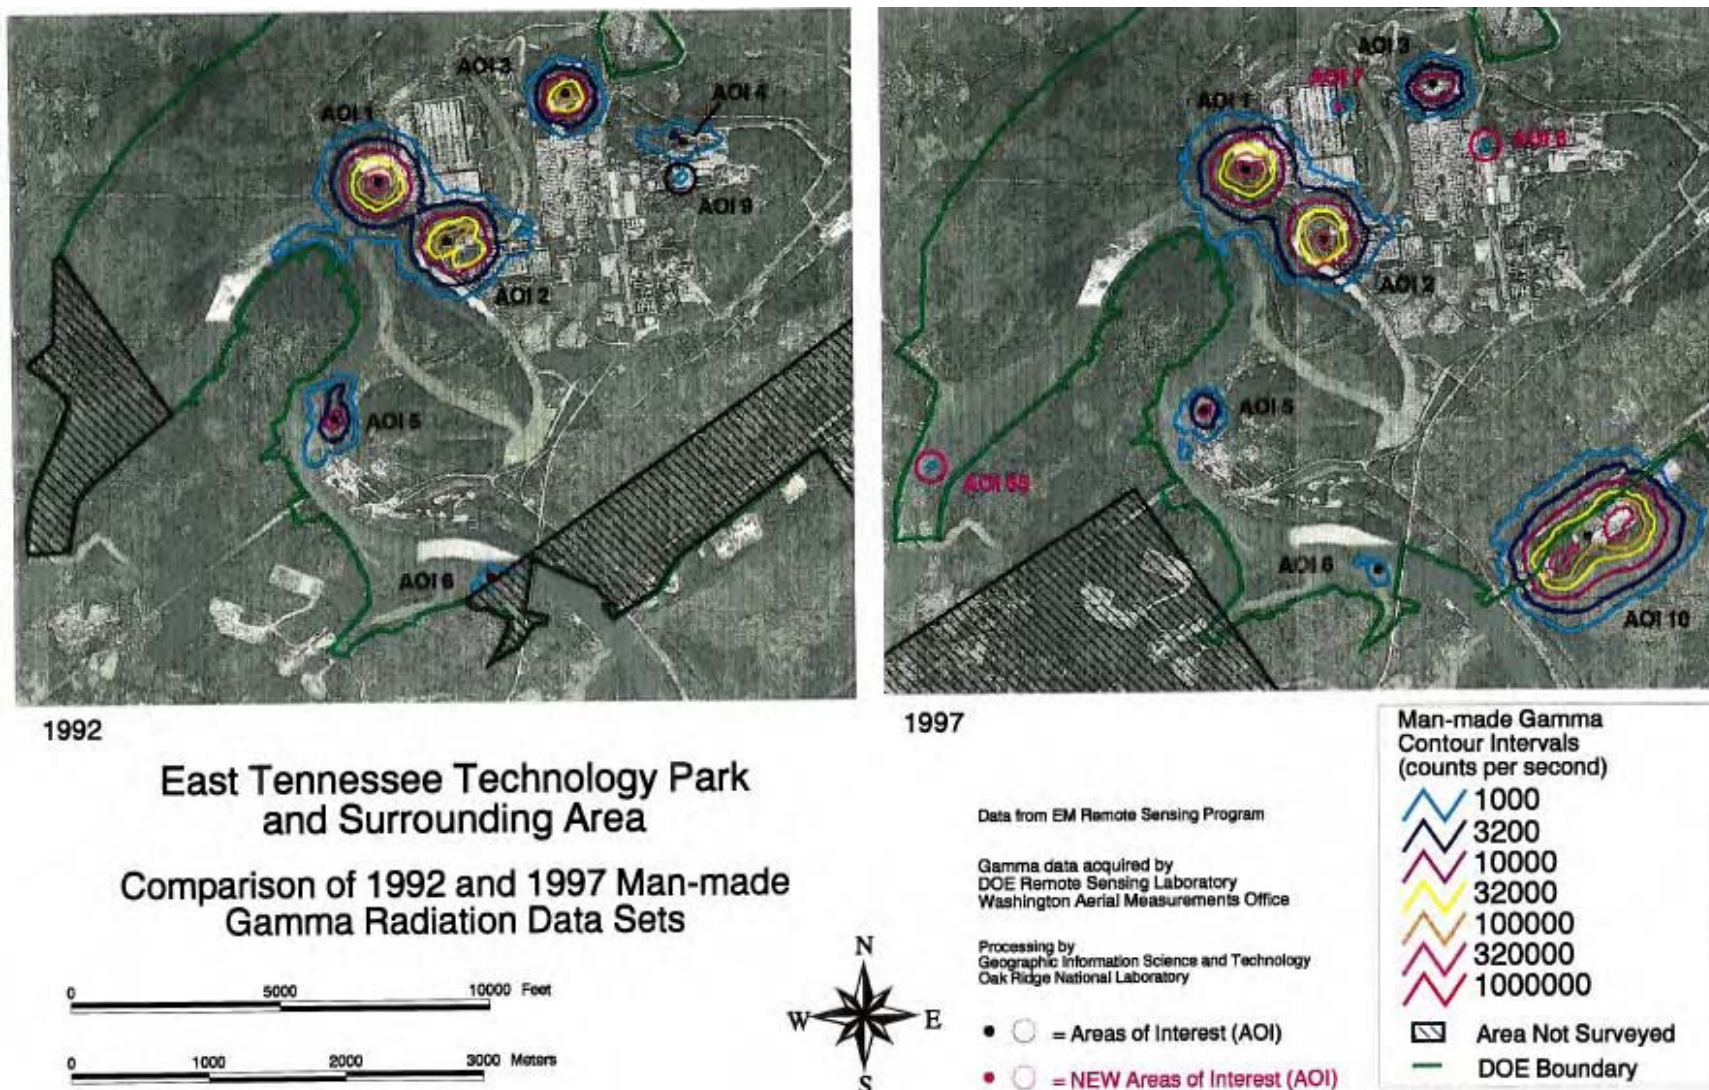 AOI 3
AOI 4
AOI 1
AOI 9
AOI 2
AOI 5
AOI 6
1992
AOI 3
AOI 7
AOI 1
AOI 8
AOI 2
AOI 5
AOI 6
AOI 10
1997
East Tennessee Technology Park
and Surrounding Area
Comparison of 1992 and 1997 Man-made
Gamma Radiation Data Sets
0 5000 10000 Feet
0 1000 2000 3000 Meters
Data from EM Remote Sensing Program
Gamma data acquired by
DOE Remote Sensing Laboratory
Washington Aerial Measurements Office
Processing by
Geographic Information Science and Technology
Oak Ridge National Laboratory
N
W E
S
= Areas of Interest (AOI)
= NEW Areas of Interest (AOI)
Man-made Gamma
Contour Intervals
(counts per second)
1000
3200
10000
32000
100000
320000
1000000
Area Not Surveyed
DOE Boundary